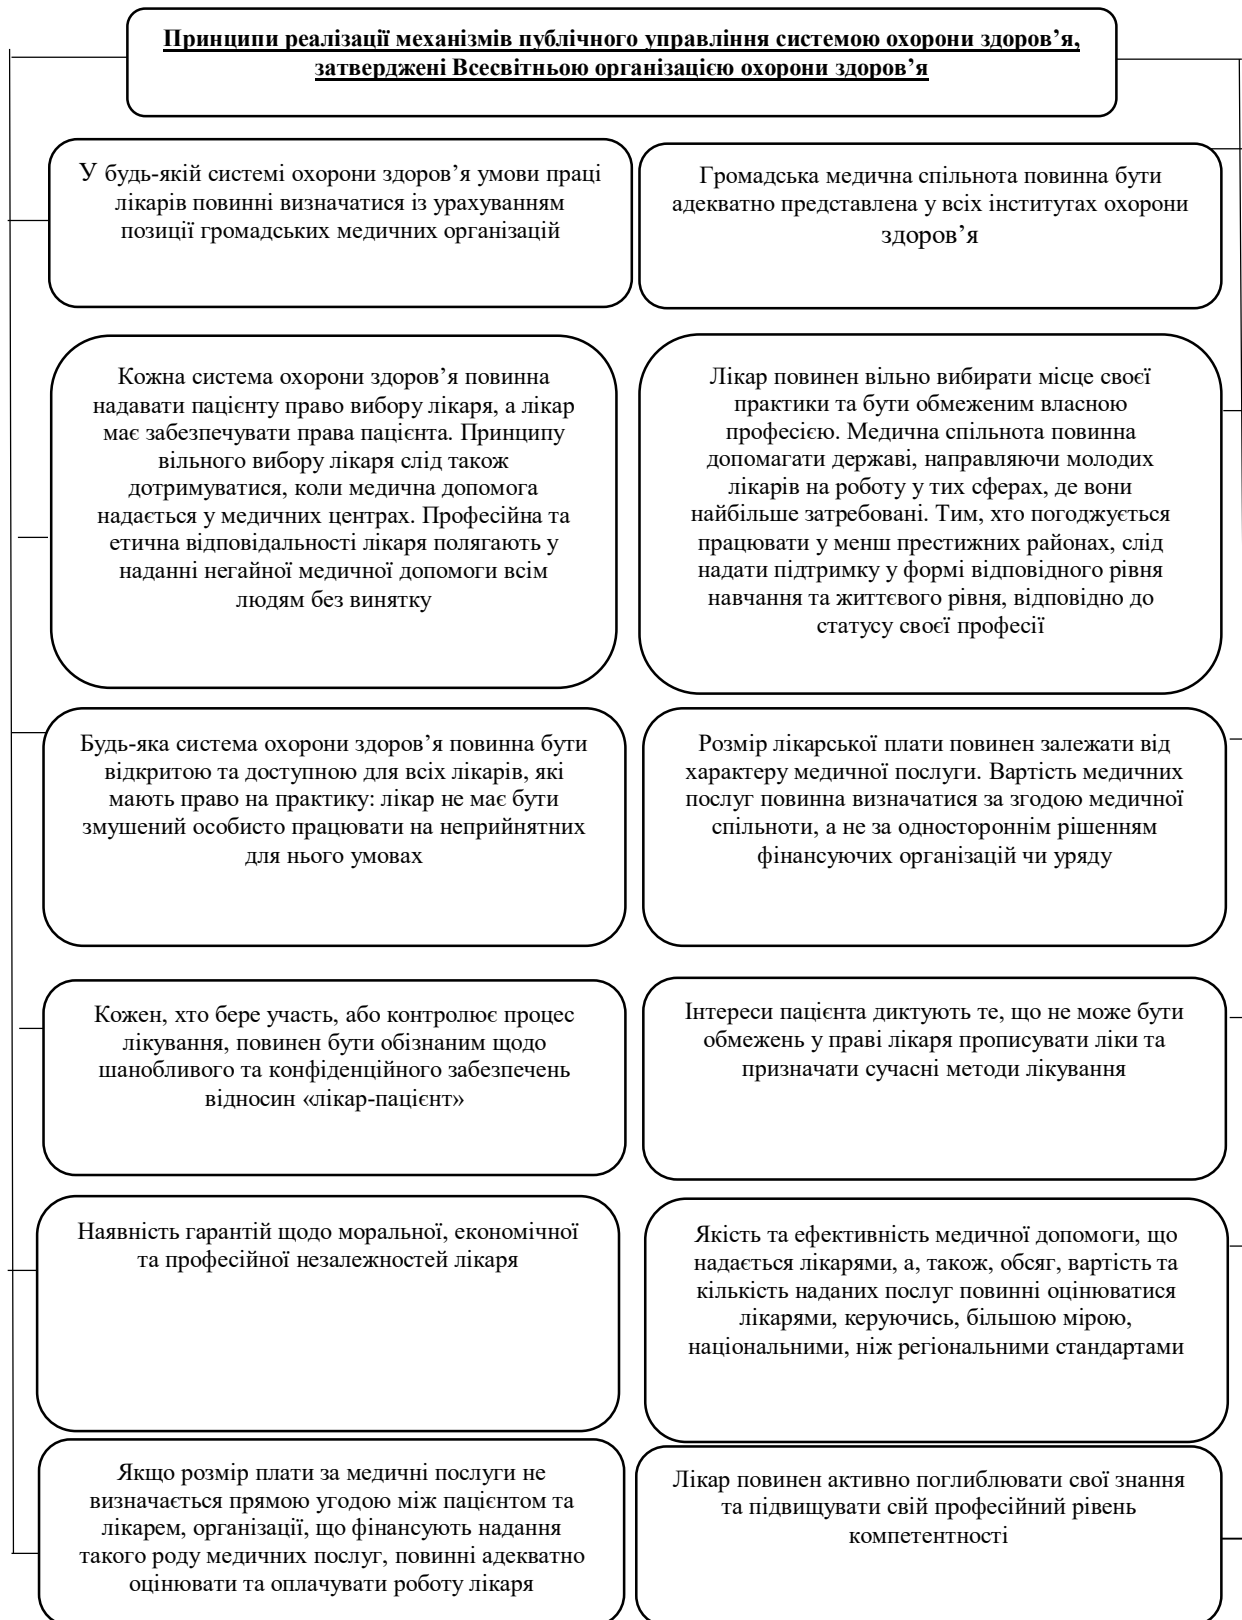 Принципи реалізації механізмів публічного управління системою охорони здоров’я,
затверджені Всесвітньою організацією охорони здоров’я
У будь-якій системі охорони здоров’я умови праці
лікарів повинні визначатися із урахуванням
позиції громадських медичних організацій
Громадська медична спільнота повинна бути
адекватно представлена у всіх інститутах охорони
здоров’я
Кожна система охорони здоров’я повинна
надавати пацієнту право вибору лікаря, а лікар
має забезпечувати права пацієнта. Принципу
вільного вибору лікаря слід також
дотримуватися, коли медична допомога
надається у медичних центрах. Професійна та
етична відповідальності лікаря полягають у
наданні негайної медичної допомоги всім
людям без винятку
Лікар повинен вільно вибирати місце своєї
практики та бути обмеженим власною
професією. Медична спільнота повинна
допомагати державі, направляючи молодих
лікарів на роботу у тих сферах, де вони
найбільше затребовані. Тим, хто погоджується
працювати у менш престижних районах, слід
надати підтримку у формі відповідного рівня
навчання та життєвого рівня, відповідно до
статусу своєї професії
Будь-яка система охорони здоров’я повинна бути
відкритою та доступною для всіх лікарів, які
мають право на практику: лікар не має бути
змушений особисто працювати на неприйнятних
для нього умовах
Розмір лікарської плати повинен залежати від
характеру медичної послуги. Вартість медичних
послуг повинна визначатися за згодою медичної
спільноти, а не за одностороннім рішенням
фінансуючих організацій чи уряду
Кожен, хто бере участь, або контролює процес
лікування, повинен бути обізнаним щодо
шанобливого та конфіденційного забезпечень
відносин «лікар-пацієнт»
Інтереси пацієнта диктують те, що не може бути
обмежень у праві лікаря прописувати ліки та
призначати сучасні методи лікування
Наявність гарантій щодо моральної, економічної
та професійної незалежностей лікаря
Якість та ефективність медичної допомоги, що
надається лікарями, а, також, обсяг, вартість та
кількість наданих послуг повинні оцінюватися
лікарями, керуючись, більшою мірою,
національними, ніж регіональними стандартами
Якщо розмір плати за медичні послуги не
визначається прямою угодою між пацієнтом та
лікарем, організації, що фінансують надання
такого роду медичних послуг, повинні адекватно
оцінювати та оплачувати роботу лікаря
Лікар повинен активно поглиблювати свої знання
та підвищувати свій професійний рівень
компетентності